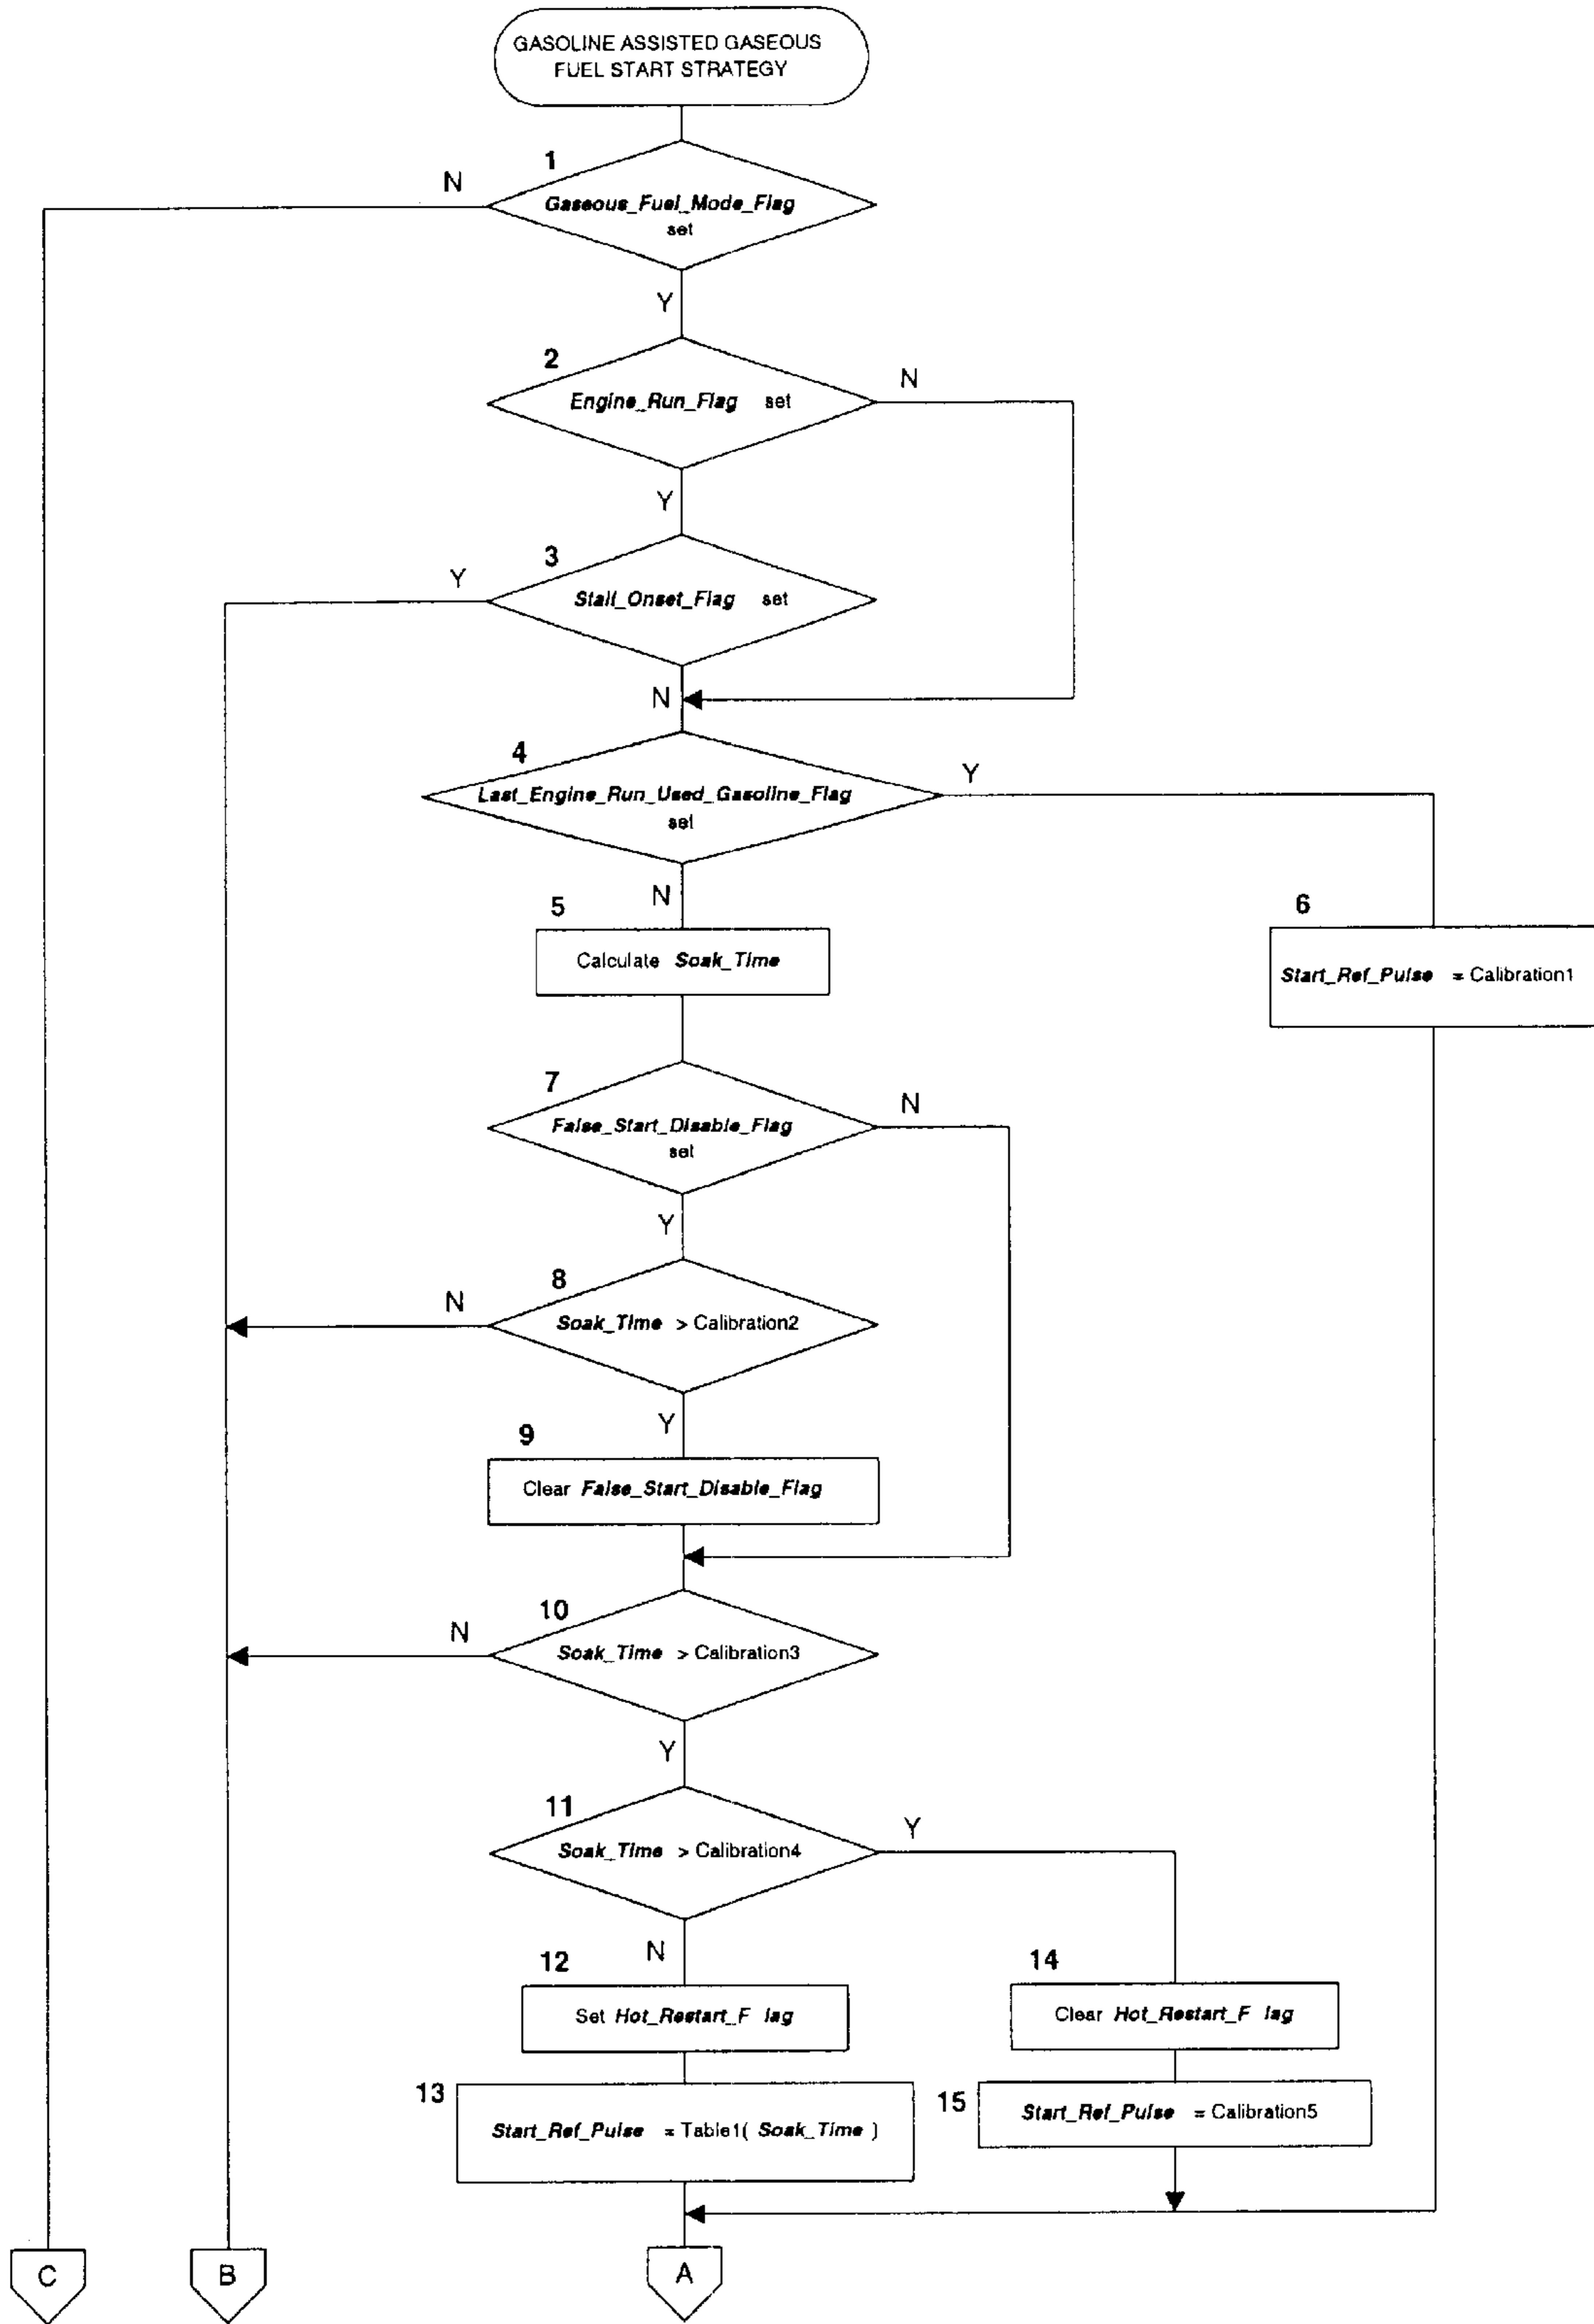 GASOLINE ASSISTED GASEOUS
FUEL START STRATEGY
1
N
Gaseous_Fuel_Mode_Flag
set
Y
2
N
Engine_Run_Flag set
Y
3
Y
Stall_Onset_Flag set
N
4
Y
Last_Engine_Run_Used_Gasoline_Flag
set
N
5
Calculate Soak_Time
6
Start_Ref_Pulse = Calibration1
7
N
False_Start_Disable_Flag
set
Y
8
N
Soak_Time > Calibration2
Y
9
Clear False_Start_Disable_Flag
10
N
Soak_Time > Calibration3
Y
11
Y
Soak_Time > Calibration4
N
12
Set Hot_Restart_F lag
14
Clear Hot_Restart_F lag
13
Start_Ref_Pulse = Table1( Soak_Time )
15
Start_Ref_Pulse = Calibration5
C
B
A